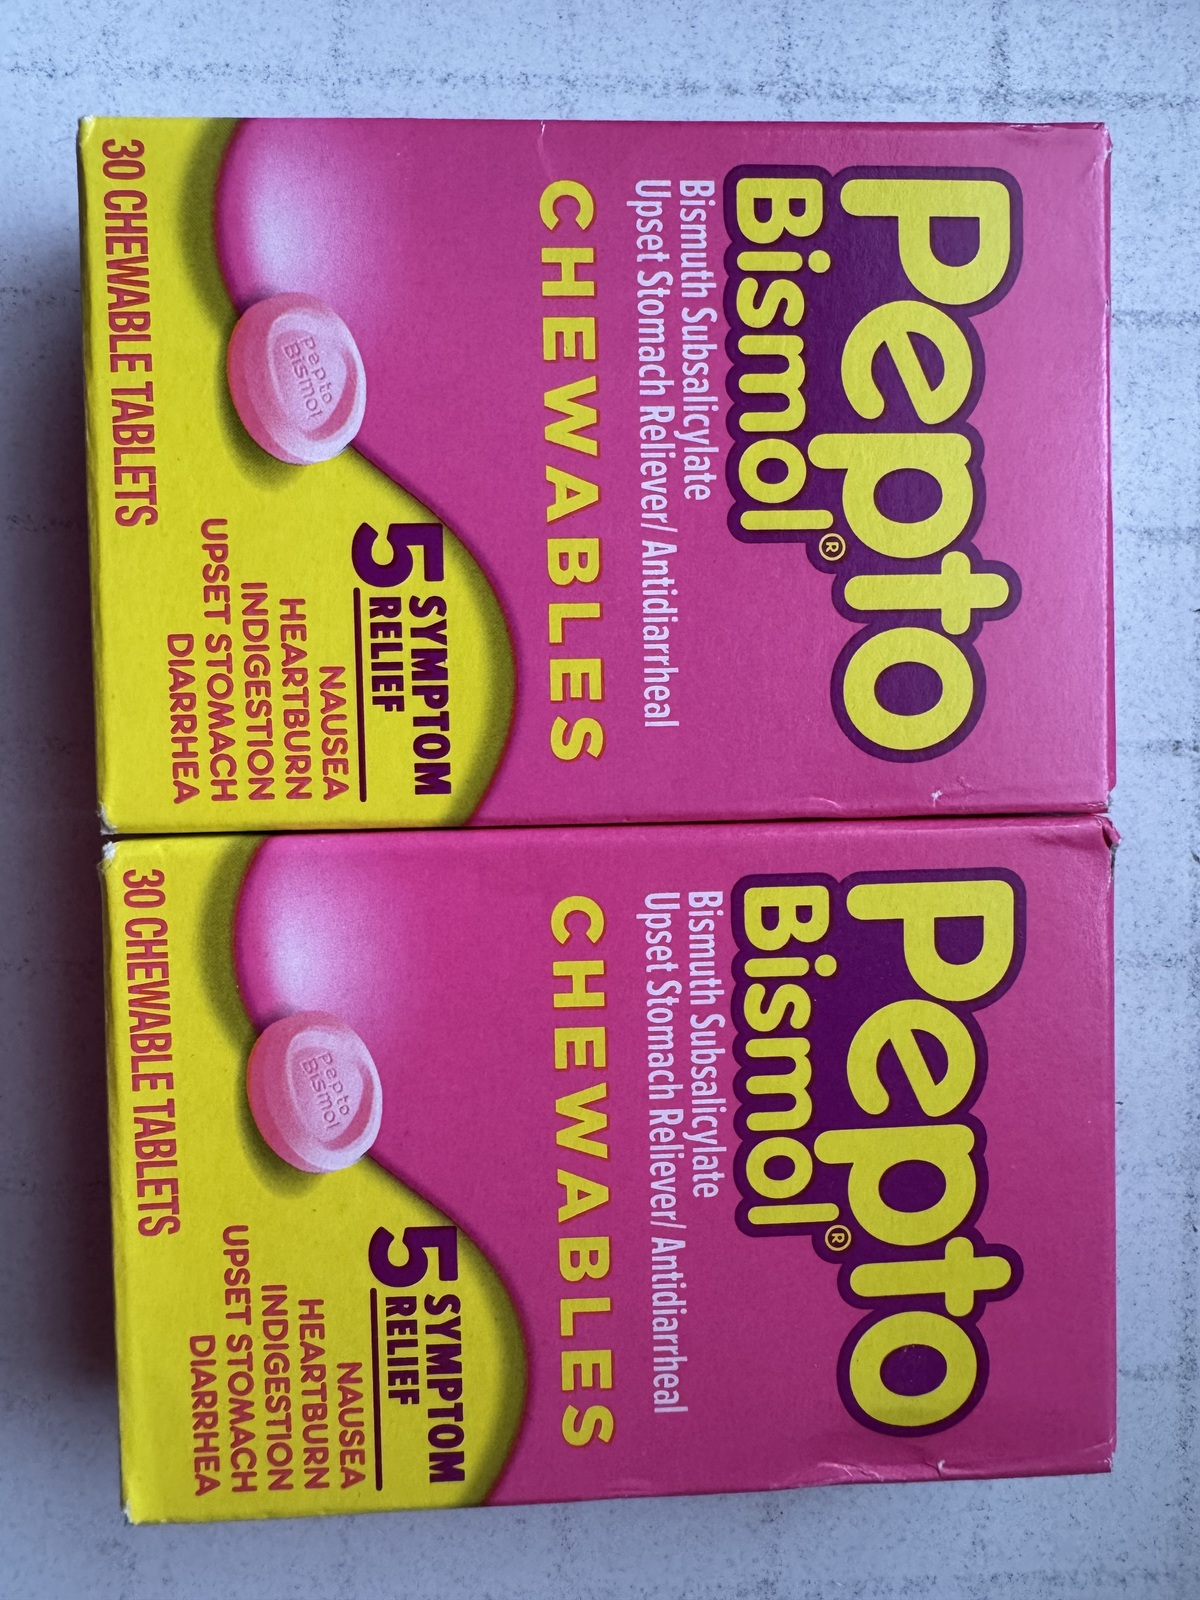 Pepto
Bismol®
Bismuth Subsalicylate
Upset Stomach Reliever/ Antidiarrheal
CHEWABLES
Pepto
Bismol
5 SYMPTOM
RELIEF
NAUSEA
HEARTBURN
INDIGESTION
UPSET STOMACH
DIARRHEA
30 CHEWABLE TABLETS
Pepto
Bismol®
Bismuth Subsalicylate
Upset Stomach Reliever/ Antidiarrheal
CHEWABLES
Pepto
Bismol
5 SYMPTOM
RELIEF
NAUSEA
HEARTBURN
INDIGESTION
UPSET STOMACH
DIARRHEA
30 CHEWABLE TABLETS